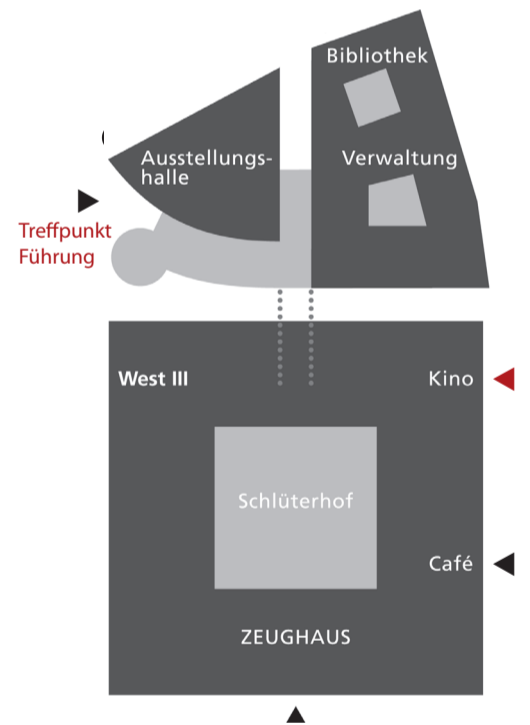 Bibliothek
Ausstellungs-
halle
Verwaltung
Treffpunkt
Führung
West III
Kino
Schlüterhof
Café
ZEUGHAUS